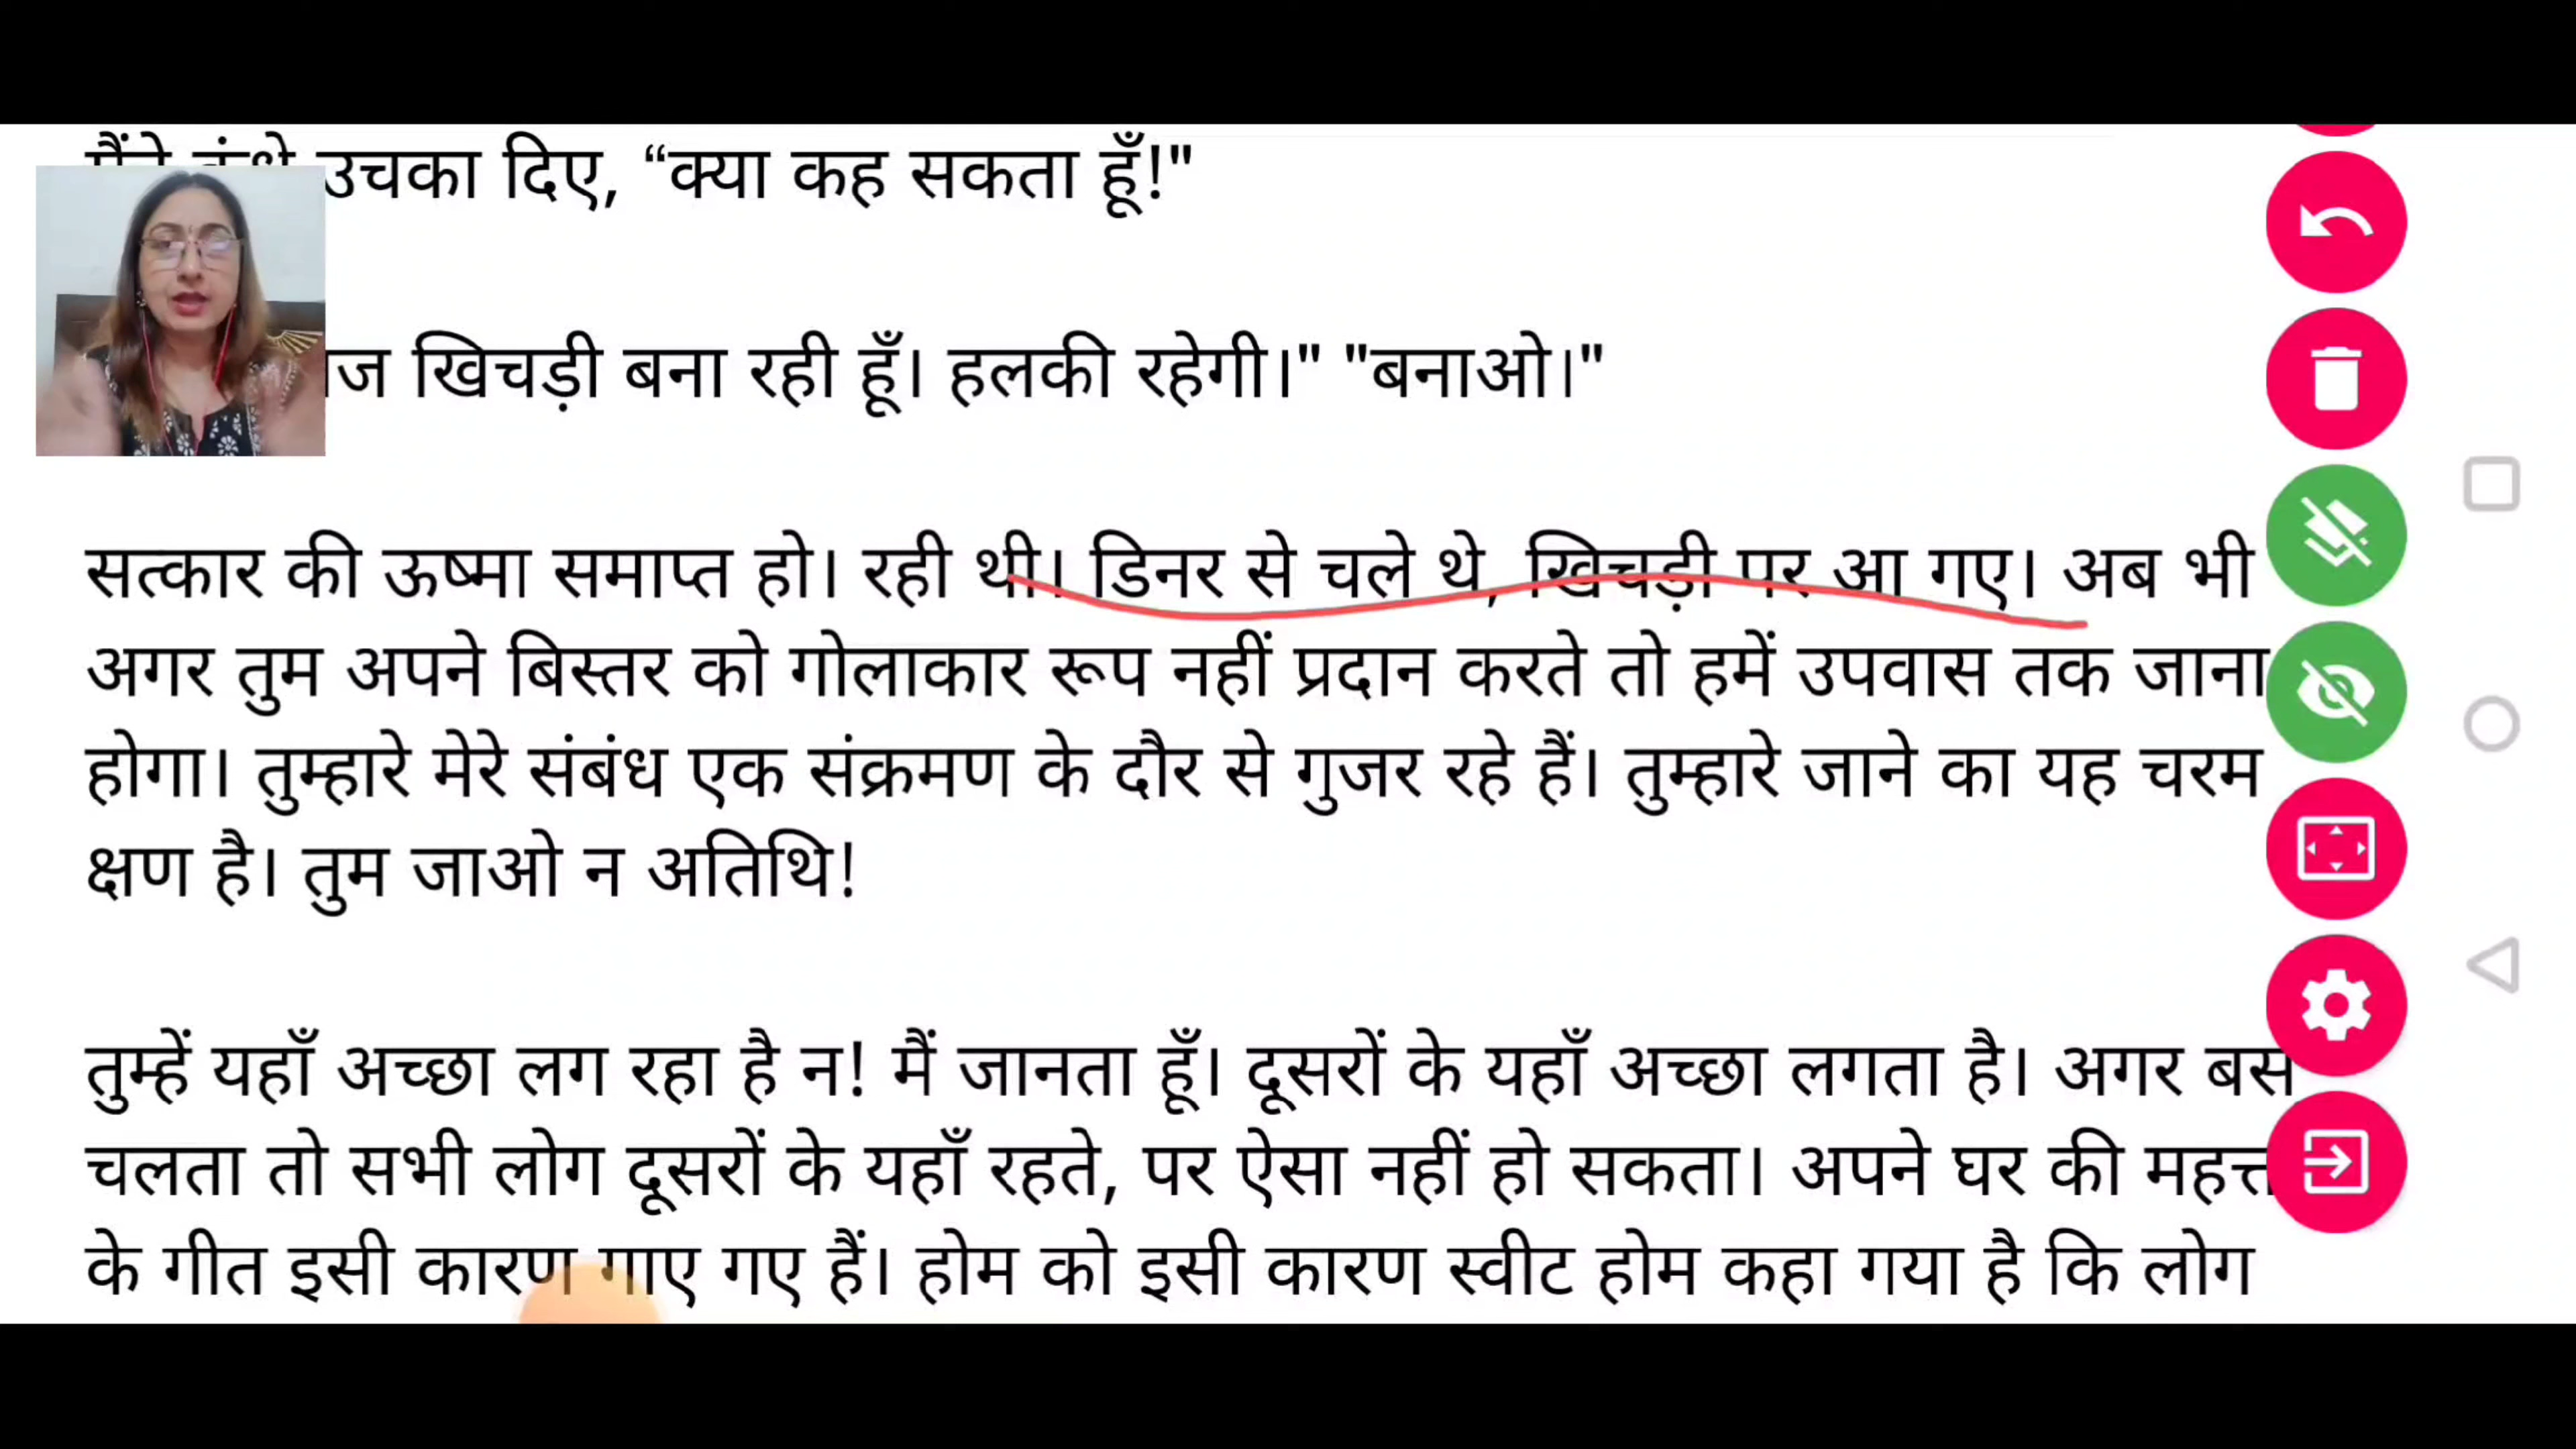 उचका दिए, “क्या कह सकता हूँ!"
खिचड़ी बना रही हूँ। हलकी रहेगी।" "बनाओ।"
सत्कार की ऊष्मा समाप्त हो। रही थी। डिनर से चले थे, खिचड़ी पर आ गए। अब भी
अगर तुम अपने बिस्तर को गोलाकार रूप नहीं प्रदान करते तो हमें उपवास तक जाना
होगा। तुम्हारे मेरे संबंध एक संक्रमण के दौर से गुजर रहे हैं। तुम्हारे जाने का यह चरम
क्षण है। तुम जाओ न अतिथि!
तुम्हें यहाँ अच्छा लग रहा है न! मैं जानता हूँ। दूसरों के यहाँ अच्छा लगता है। अगर बस
चलता तो सभी लोग दूसरों के यहाँ रहते, पर ऐसा नहीं हो सकता। अपने घर की
के गीत इसी कारण गाए गए हैं। होम को इसी कारण स्वीट होम कहा गया है कि लोग